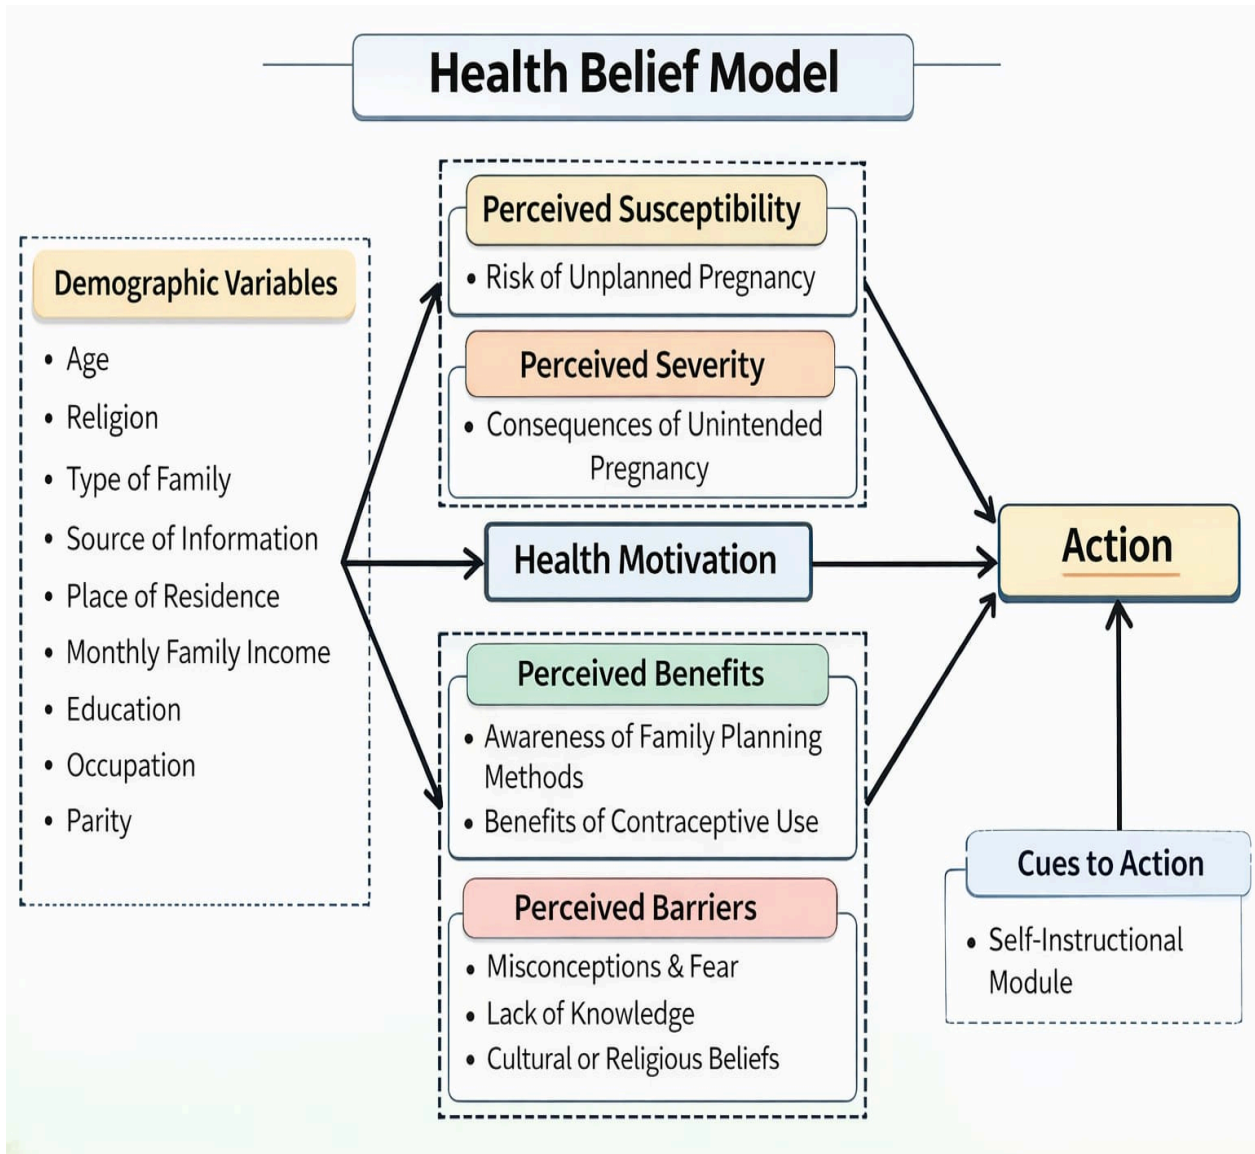 Health Belief Model
Demographic Variables
• Age
• Religion
• Type of Family
• Source of Information
• Place of Residence
• Monthly Family Income
• Education
• Occupation
• Parity
Perceived Susceptibility
• Risk of Unplanned Pregnancy
Perceived Severity
• Consequences of Unintended
Pregnancy
Health Motivation
Perceived Benefits
• Awareness of Family Planning
Methods
• Benefits of Contraceptive Use
Perceived Barriers
• Misconceptions & Fear
• Lack of Knowledge
• Cultural or Religious Beliefs
Action
Cues to Action
• Self-Instructional
Module